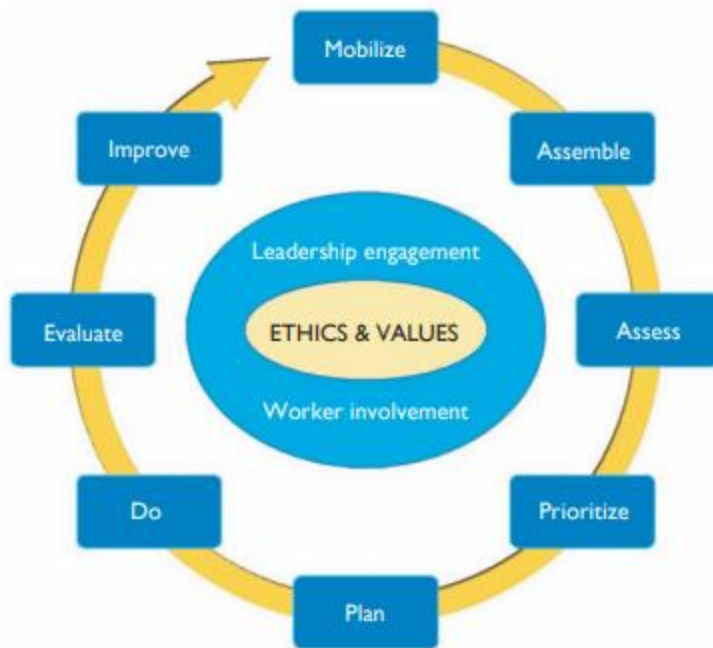 Mobilize
Assemble
Assess
Prioritize
Plan
Do
Evaluate
Improve
Leadership engagement
ETHICS & VALUES
Worker involvement